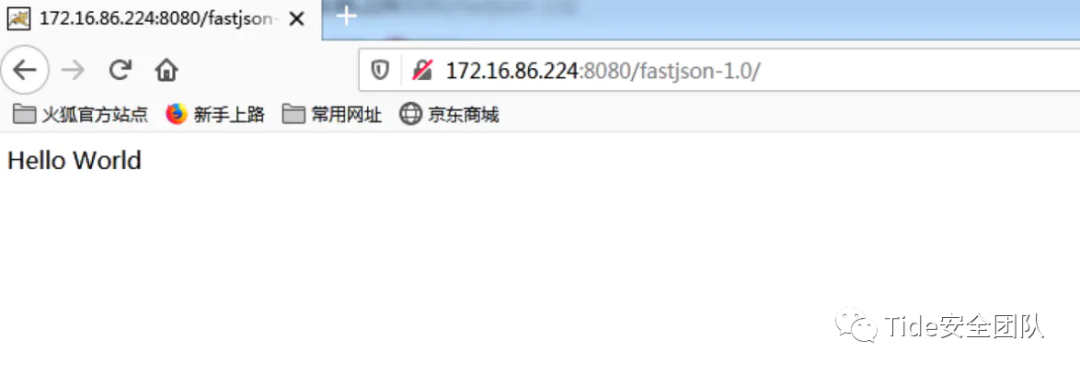 172.16.86.224:8080/fastjson-
172.16.86.224:8080/fastjson-1.0/
火狐官方站点 新手上路 常用网址 京东商城
Hello World
Tide安全团队